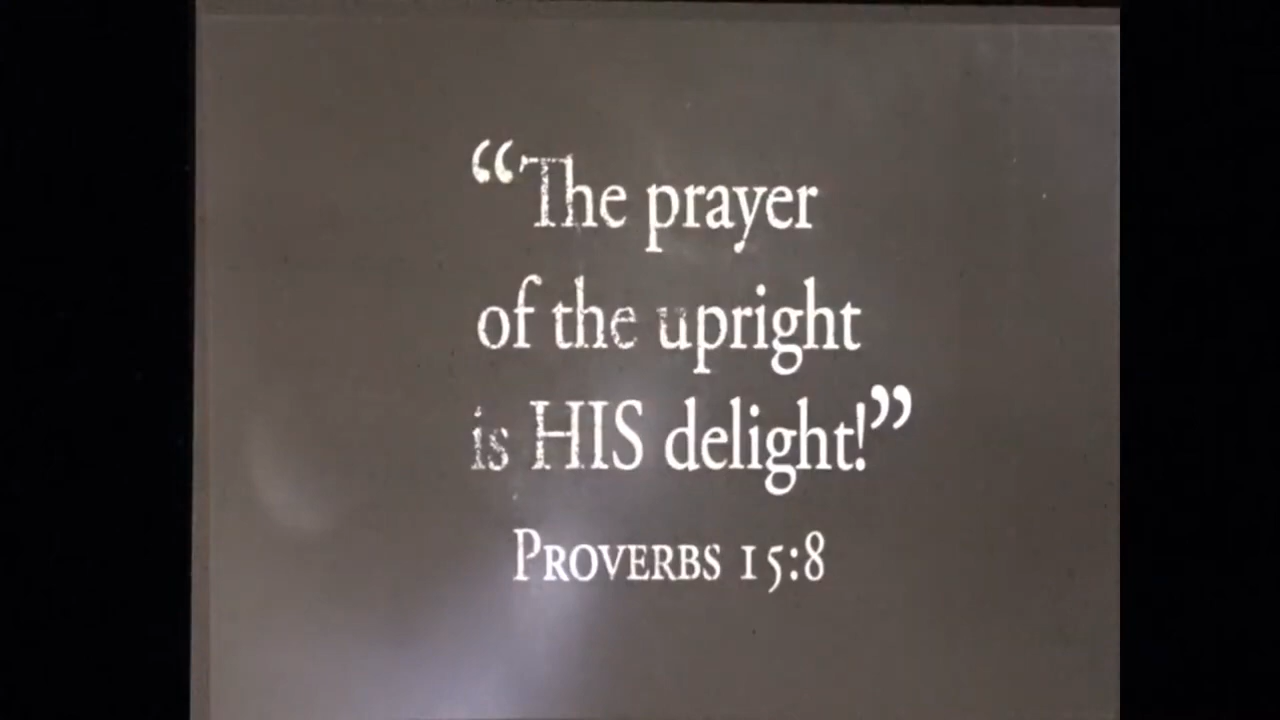 “The prayer
of the upright
is HIS delight!”
PROVERBS 15:8